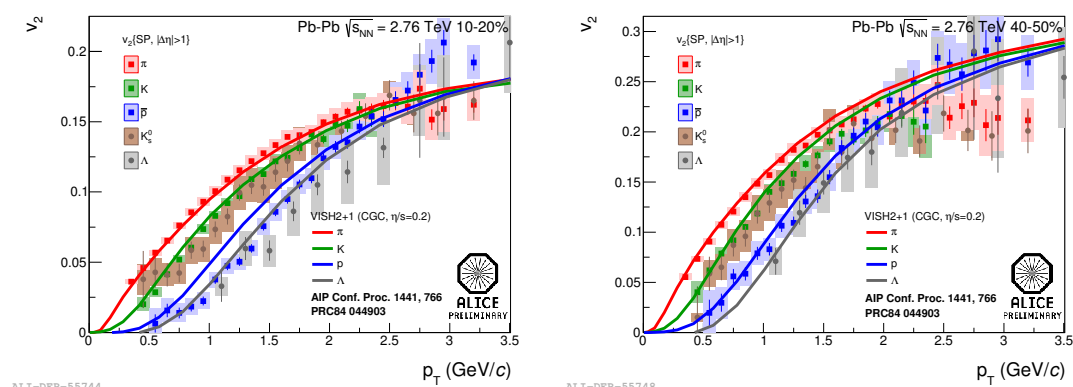 v2
Pb-Pb √sNN = 2.76 TeV 10-20%
v2{SP, |Δη|>1}
π
K
p̅
K0s
Λ
0.2
0.15
0.1
0.05
0
VISH2+1 (CGC, η/s=0.2)
π
K
p
Λ
AIP Conf. Proc. 1441, 766
PRC84 044903
ALICE
PRELIMINARY
0 0.5 1 1.5 2 2.5 3 3.5
pT (GeV/c)
v2
Pb-Pb √sNN = 2.76 TeV 40-50%
v2{SP, |Δη|>1}
π
K
p̅
K0s
Λ
0.3
0.25
0.2
0.15
0.1
0.05
0
VISH2+1 (CGC, η/s=0.2)
π
K
p
Λ
AIP Conf. Proc. 1441, 766
PRC84 044903
ALICE
PRELIMINARY
0 0.5 1 1.5 2 2.5 3 3.5
pT (GeV/c)